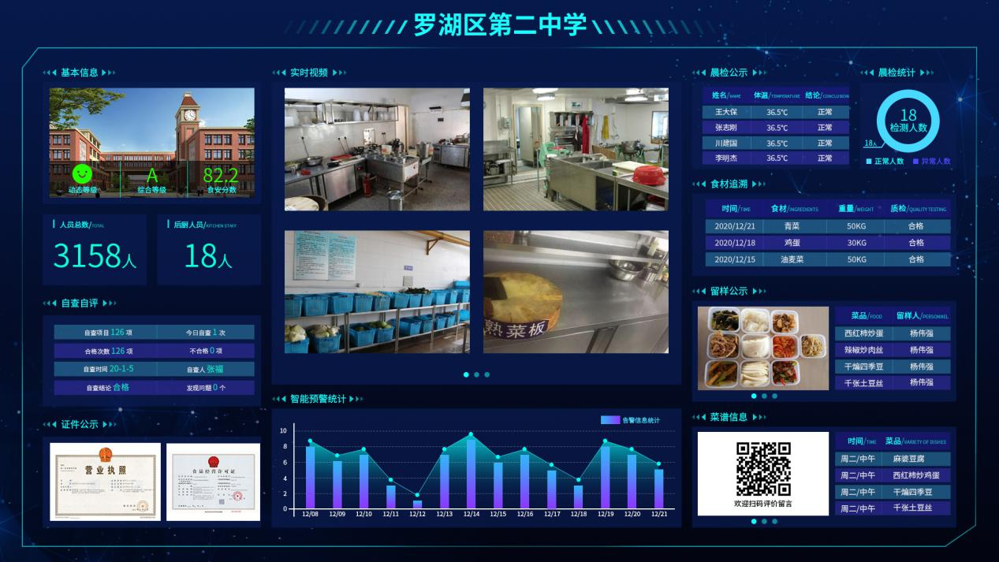 罗湖区第二中学
基本信息
动态等级
A
综合等级
82.2
食安分数
人员总数/TOTAL
3158人
后厨人员/KITCHEN STAFF
18人
自查自评
自查项目 126 项 今日自查 1 次
合格次数 126 项 不合格 0 项
自查时间 20-1-5 自查人 张福
自查结论 合格 发现问题 0 个
证件公示
营业执照
食品经营许可证
实时视频
熟菜板
智能预警统计
告警信息统计
10
8
6
4
2
0
12/08 12/09 12/10 12/11 12/12 12/13 12/14 12/15 12/16 12/17 12/18 12/19 12/20 12/21
晨检公示
姓名/NAME 体温/TEMPERATURE 结论/CONCLUSION
王大保 36.5℃ 正常
张志刚 36.5℃ 正常
川建国 36.5℃ 正常
李明杰 36.5℃ 正常
晨检统计
18
检测人数
18人
正常人数 异常人数
食材追溯
时间/TIME 食材/INGREDIENTS 重量/WEIGHT 质检/QUALITY TESTING
2020/12/21 青菜 50KG 合格
2020/12/18 鸡蛋 30KG 合格
2020/12/15 油麦菜 50KG 合格
留样公示
菜品/FOOD 留样人/PERSONNEL
西红柿炒蛋 杨伟强
辣椒炒肉丝 杨伟强
干煸四季豆 杨伟强
千张土豆丝 杨伟强
菜谱信息
欢迎扫码评价留言
时间/TIME 菜品/VARIETY OF DISHES
周二/中午 麻婆豆腐
周二/中午 西红柿炒鸡蛋
周二/中午 干煸四季豆
周二/中午 千张土豆丝